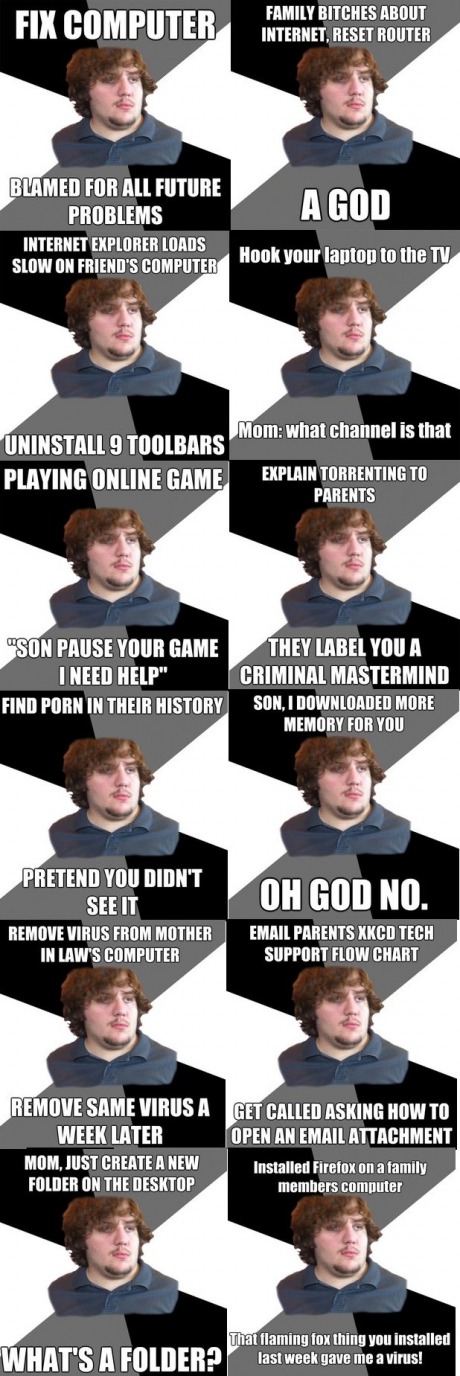 FIX COMPUTER
BLAMED FOR ALL FUTURE
PROBLEMS
FAMILY BITCHES ABOUT
INTERNET, RESET ROUTER
A GOD
INTERNET EXPLORER LOADS
SLOW ON FRIEND'S COMPUTER
UNINSTALL 9 TOOLBARS
Hook your laptop to the TV
Mom: what channel is that
PLAYING ONLINE GAME
"SON PAUSE YOUR GAME
I NEED HELP"
EXPLAIN TORRENTING TO
PARENTS
THEY LABEL YOU A
CRIMINAL MASTERMIND
FIND PORN IN THEIR HISTORY
PRETEND YOU DIDN'T
SEE IT
SON, I DOWNLOADED MORE
MEMORY FOR YOU
OH GOD NO.
REMOVE VIRUS FROM MOTHER
IN LAW'S COMPUTER
REMOVE SAME VIRUS A
WEEK LATER
EMAIL PARENTS XKCD TECH
SUPPORT FLOW CHART
GET CALLED ASKING HOW TO
OPEN AN EMAIL ATTACHMENT
MOM, JUST CREATE A NEW
FOLDER ON THE DESKTOP
WHAT'S A FOLDER?
Installed Firefox on a family
members computer
That flaming fox thing you installed
last week gave me a virus!